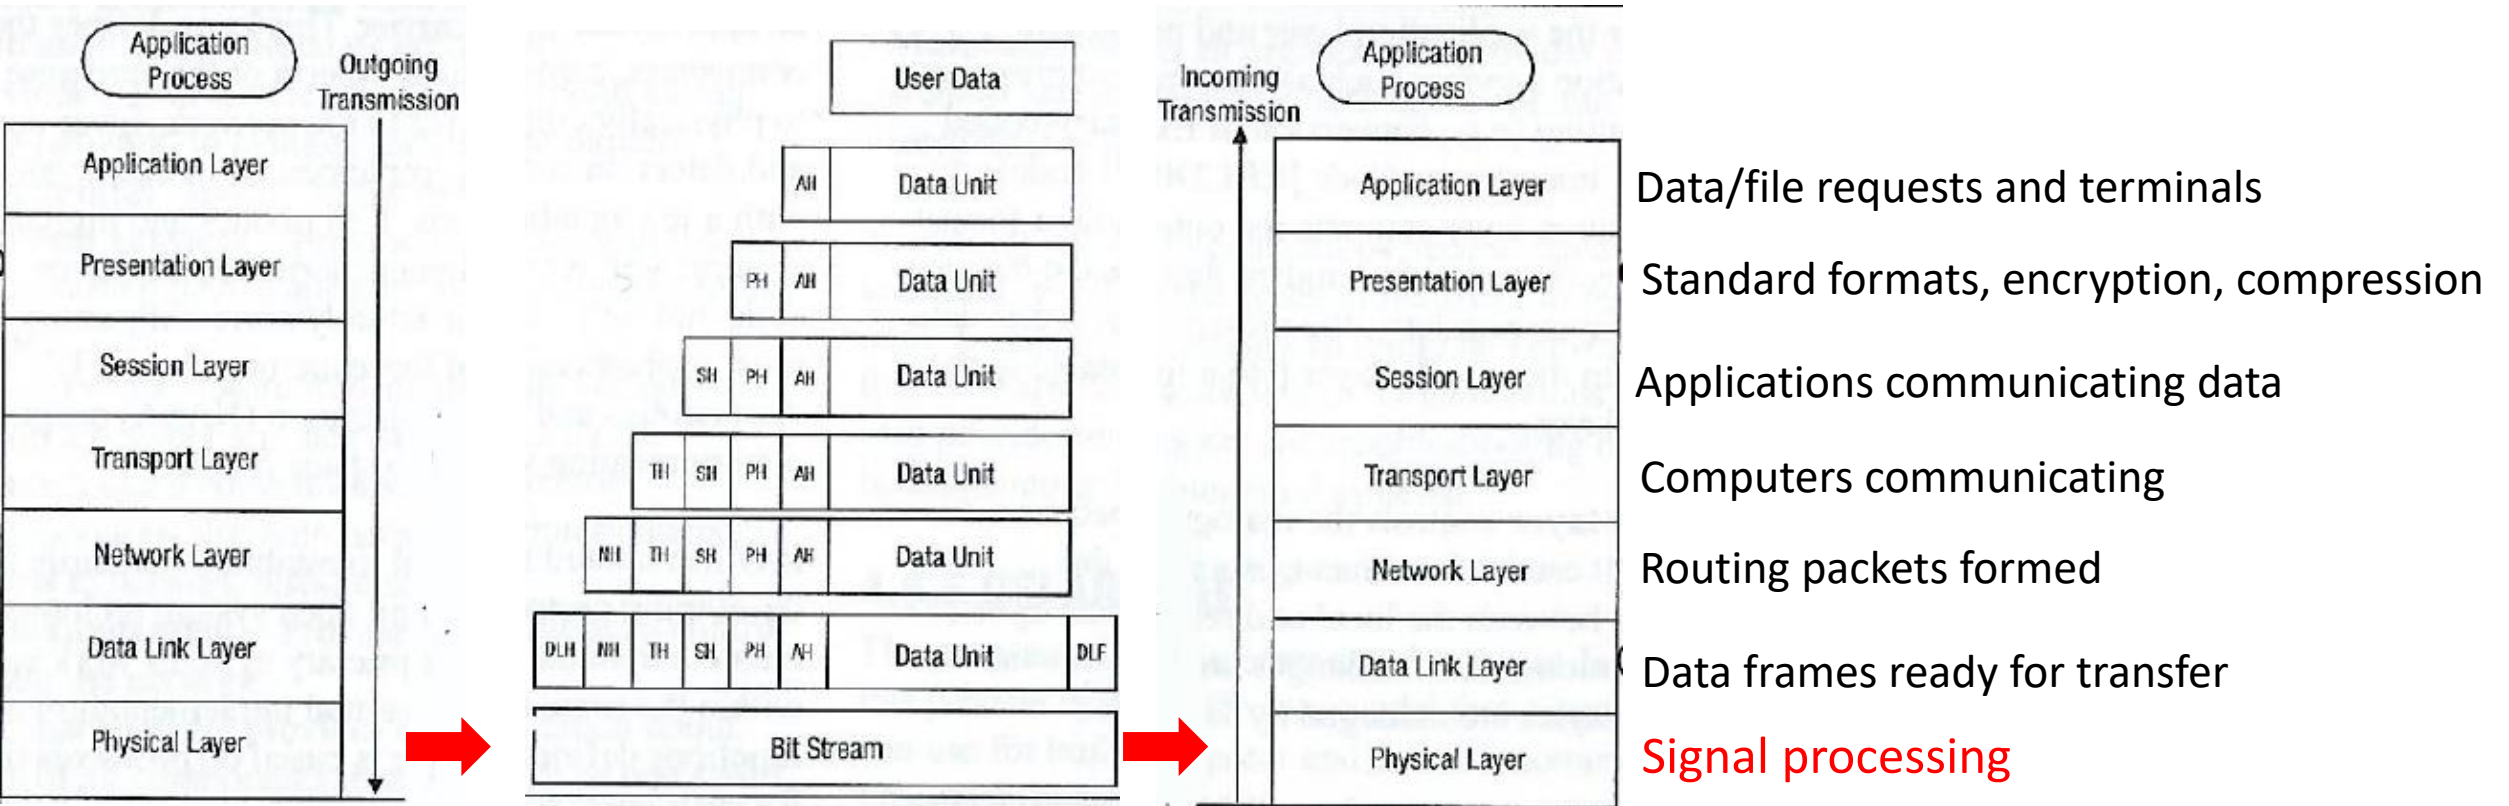 Application
Process
Outgoing
Transmission
Application Layer
Presentation Layer
Session Layer
Transport Layer
Network Layer
Data Link Layer
Physical Layer
User Data
AH Data Unit
PH AH Data Unit
SH PH AH Data Unit
TH SH PH AH Data Unit
NH TH SH PH AH Data Unit
DLH NH TH SH PH AH Data Unit DLF
Bit Stream
Incoming
Transmission
Application
Process
Application Layer
Presentation Layer
Session Layer
Transport Layer
Network Layer
Data Link Layer
Physical Layer
Data/file requests and terminals
Standard formats, encryption, compression
Applications communicating data
Computers communicating
Routing packets formed
Data frames ready for transfer
Signal processing